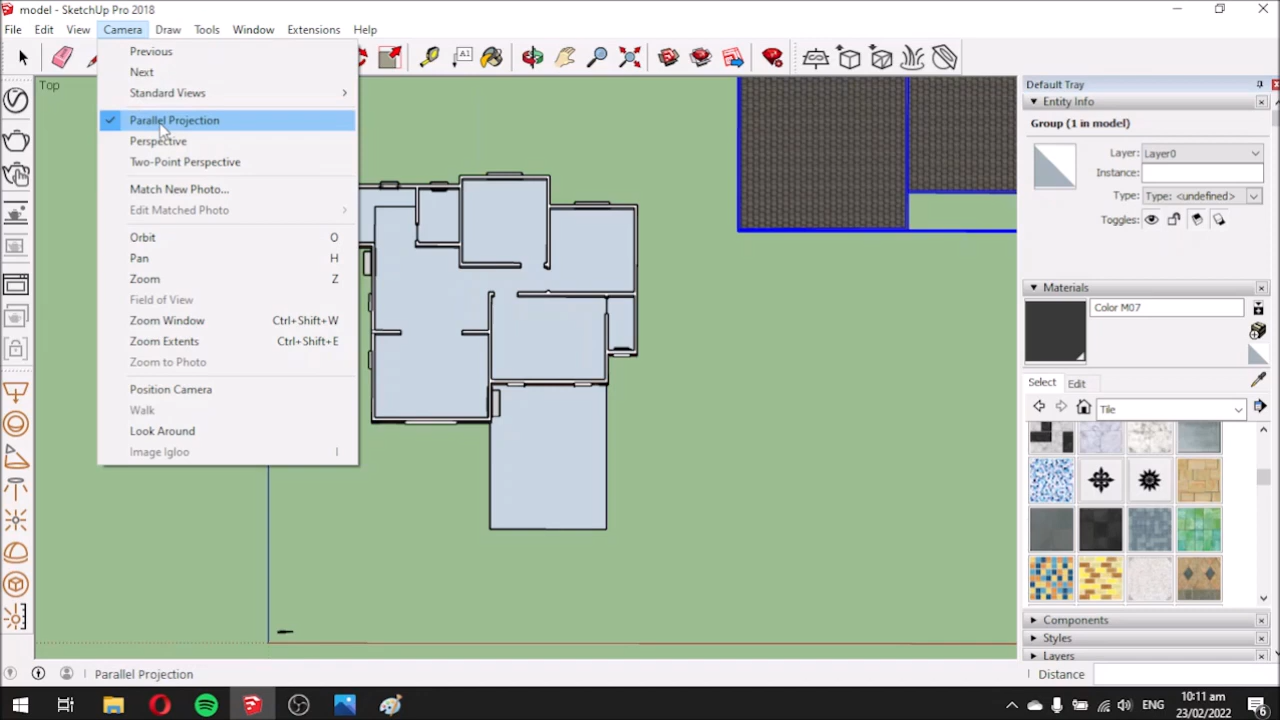 model - SketchUp Pro 2018
File Edit View Camera Draw Tools Window Extensions Help
Previous
Next
Standard Views
Parallel Projection
Perspective
Two-Point Perspective
Match New Photo...
Edit Matched Photo
Orbit O
Pan H
Zoom Z
Field of View
Zoom Window Ctrl+Shift+W
Zoom Extents Ctrl+Shift+E
Zoom to Photo
Position Camera
Walk
Look Around
Image Igloo I
Top
Default Tray
Entity Info
Group (1 in model)
Layer: Layer0
Instance:
Type: Type: <undefined>
Toggles:
Materials
Color M07
Select Edit
Tile
Components
Styles
Layers
Parallel Projection
Distance
ENG
10:11 am
23/02/2022
6